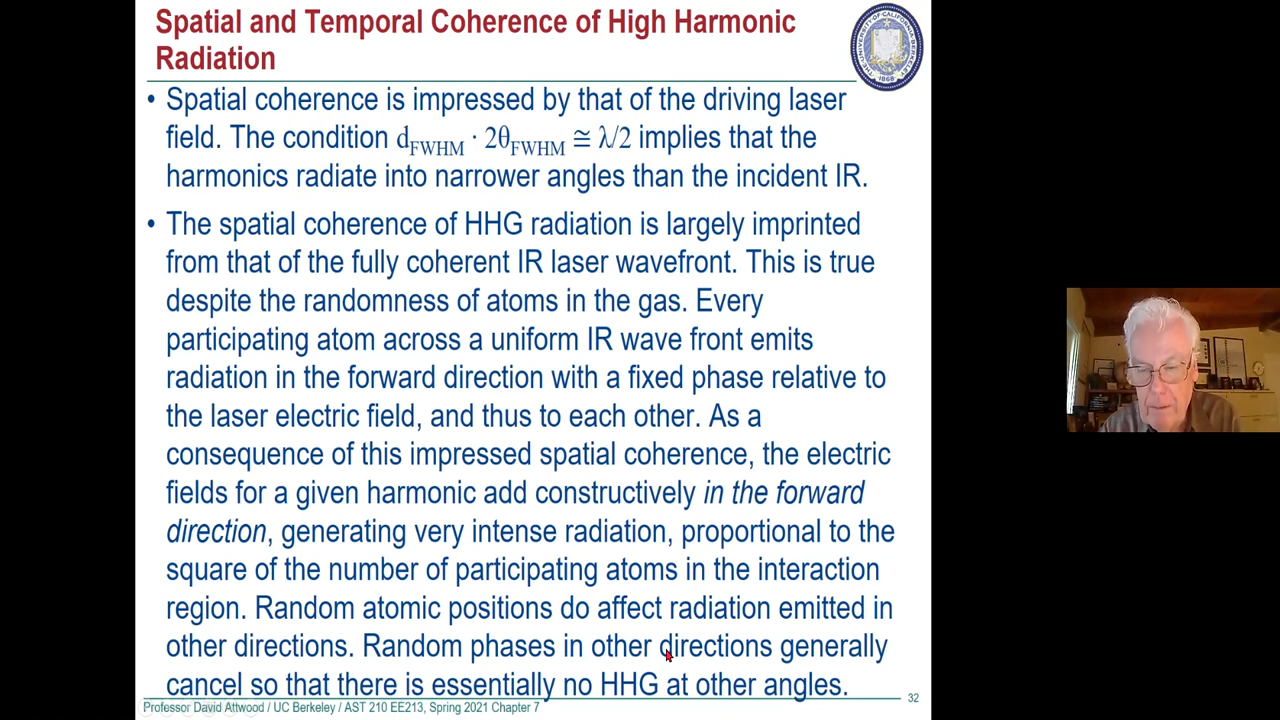 Spatial and Temporal Coherence of High Harmonic
Radiation
• Spatial coherence is impressed by that of the driving laser
field. The condition d_FWHM · 2θ_FWHM ≅ λ/2 implies that the
harmonics radiate into narrower angles than the incident IR.
• The spatial coherence of HHG radiation is largely imprinted
from that of the fully coherent IR laser wavefront. This is true
despite the randomness of atoms in the gas. Every
participating atom across a uniform IR wave front emits
radiation in the forward direction with a fixed phase relative to
the laser electric field, and thus to each other. As a
consequence of this impressed spatial coherence, the electric
fields for a given harmonic add constructively in the forward
direction, generating very intense radiation, proportional to the
square of the number of participating atoms in the interaction
region. Random atomic positions do affect radiation emitted in
other directions. Random phases in other directions generally
cancel so that there is essentially no HHG at other angles.
Professor David Attwood / UC Berkeley / AST 210 EE213, Spring 2021 Chapter 7
32